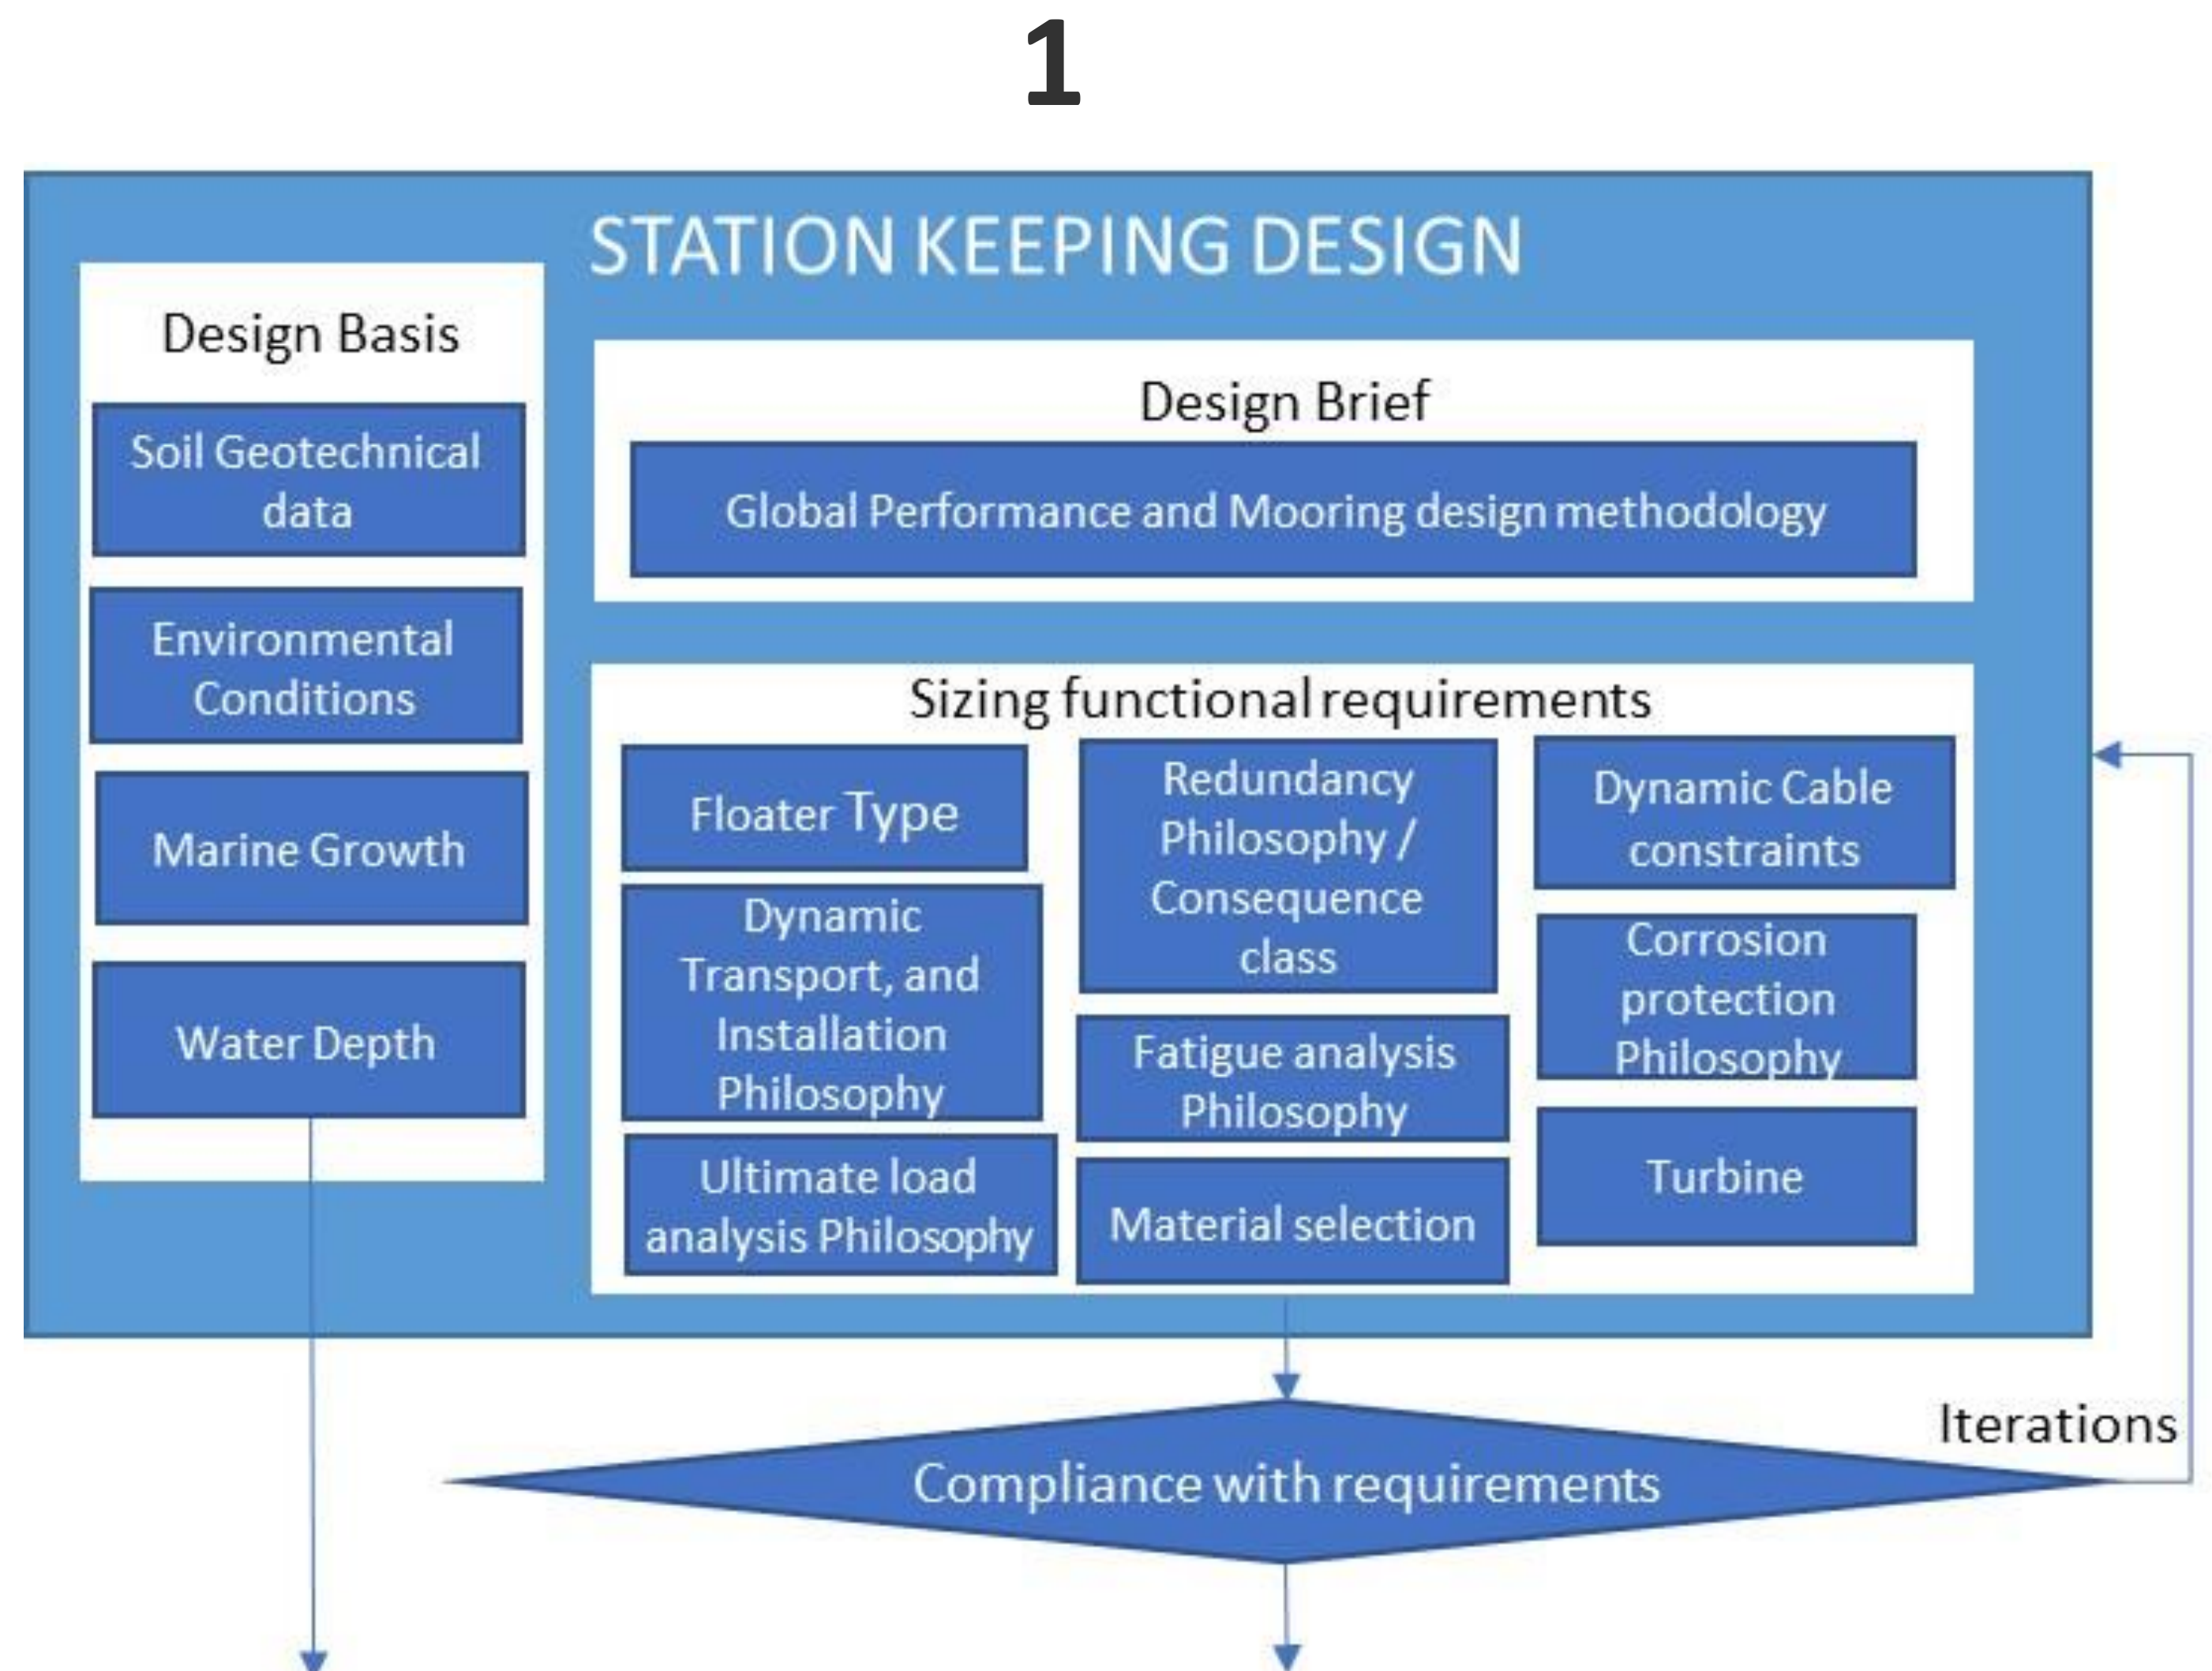 1
STATION KEEPING DESIGN
Design Basis
Soil Geotechnical
data
Environmental
Conditions
Marine Growth
Water Depth
Design Brief
Global Performance and Mooring design methodology
Sizing functional requirements
Floater Type
Dynamic
Transport, and
Installation
Philosophy
Ultimate load
analysis Philosophy
Redundancy
Philosophy /
Consequence
class
Fatigue analysis
Philosophy
Material selection
Dynamic Cable
constraints
Corrosion
protection
Philosophy
Turbine
Iterations
Compliance with requirements